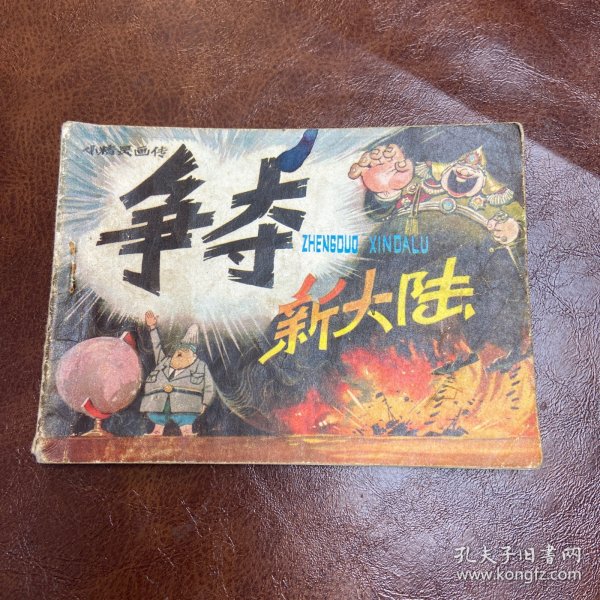 小精灵画传
争夺
ZHENGDUO XINDALU
新大陆
孔夫子旧书网
www.kongfz.com